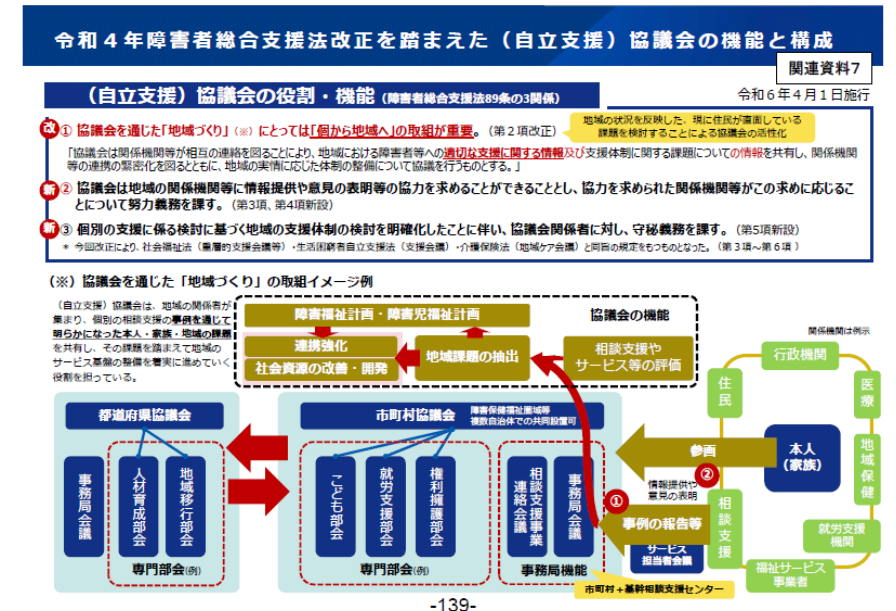 令和４年障害者総合支援法改正を踏まえた（自立支援）協議会の機能と構成
関連資料7
（自立支援）協議会の役割・機能（障害者総合支援法89条の3関係）
令和６年４月１日施行
改 ① 協議会を通じた「地域づくり」（※）にとっては「個から地域へ」の取組が重要。（第２項改正）
地域の状況を反映した、現に住民が直面している
課題を検討することによる協議会の活性化
「協議会は関係機関等が相互の連絡を図ることにより、地域における障害者等への適切な支援に関する情報及び支援体制に関する課題についての情報を共有し、関係機関
等の連携の緊密化を図るとともに、地域の実情に応じた体制の整備について協議を行うものとする。」
新 ② 協議会は地域の関係機関等に情報提供や意見の表明等の協力を求めることができることとし、協力を求められた関係機関等がこの求めに応じるこ
とについて努力義務を課す。（第3項、第4項新設）
新 ③ 個別の支援に係る検討に基づく地域の支援体制の検討を明確化したことに伴い、協議会関係者に対し、守秘義務を課す。（第5項新設）
＊ 今回改正により、社会福祉法（重層的支援会議等）・生活困窮者自立支援法（支援会議）・介護保険法（地域ケア会議）と同旨の規定をもつものとなった。（第３項～第６項）
（※）協議会を通じた「地域づくり」の取組イメージ例
（自立支援）協議会は、地域の関係者が
集まり、個別の相談支援の事例を通じて
明らかになった本人・家族・地域の課題
を共有し、その課題を踏まえて地域の
サービス基盤の整備を着実に進めていく
役割を担っている。
障害福祉計画・障害児福祉計画
協議会の機能
連携強化
社会資源の改善・開発
地域課題の抽出
相談支援や
サービス等の評価
関係機関は例示
行政機関
住民
医療
地域保健
就労支援
機関
福祉サービス
事業者
相談支援
本人
（家族）
参画
②
情報提供や
意見の表明
①
事例の報告等
サービス
担当者会議
都道府県協議会
事務局会議
人材育成部会
地域移行部会
専門部会(例)
市町村協議会
障害保健福祉圏域等
複数自治体での共同設置可
こども部会
就労支援部会
権利擁護部会
専門部会(例)
相談支援事業
連絡会議
事務局会議
事務局機能
市町村＋基幹相談支援センター
-139-